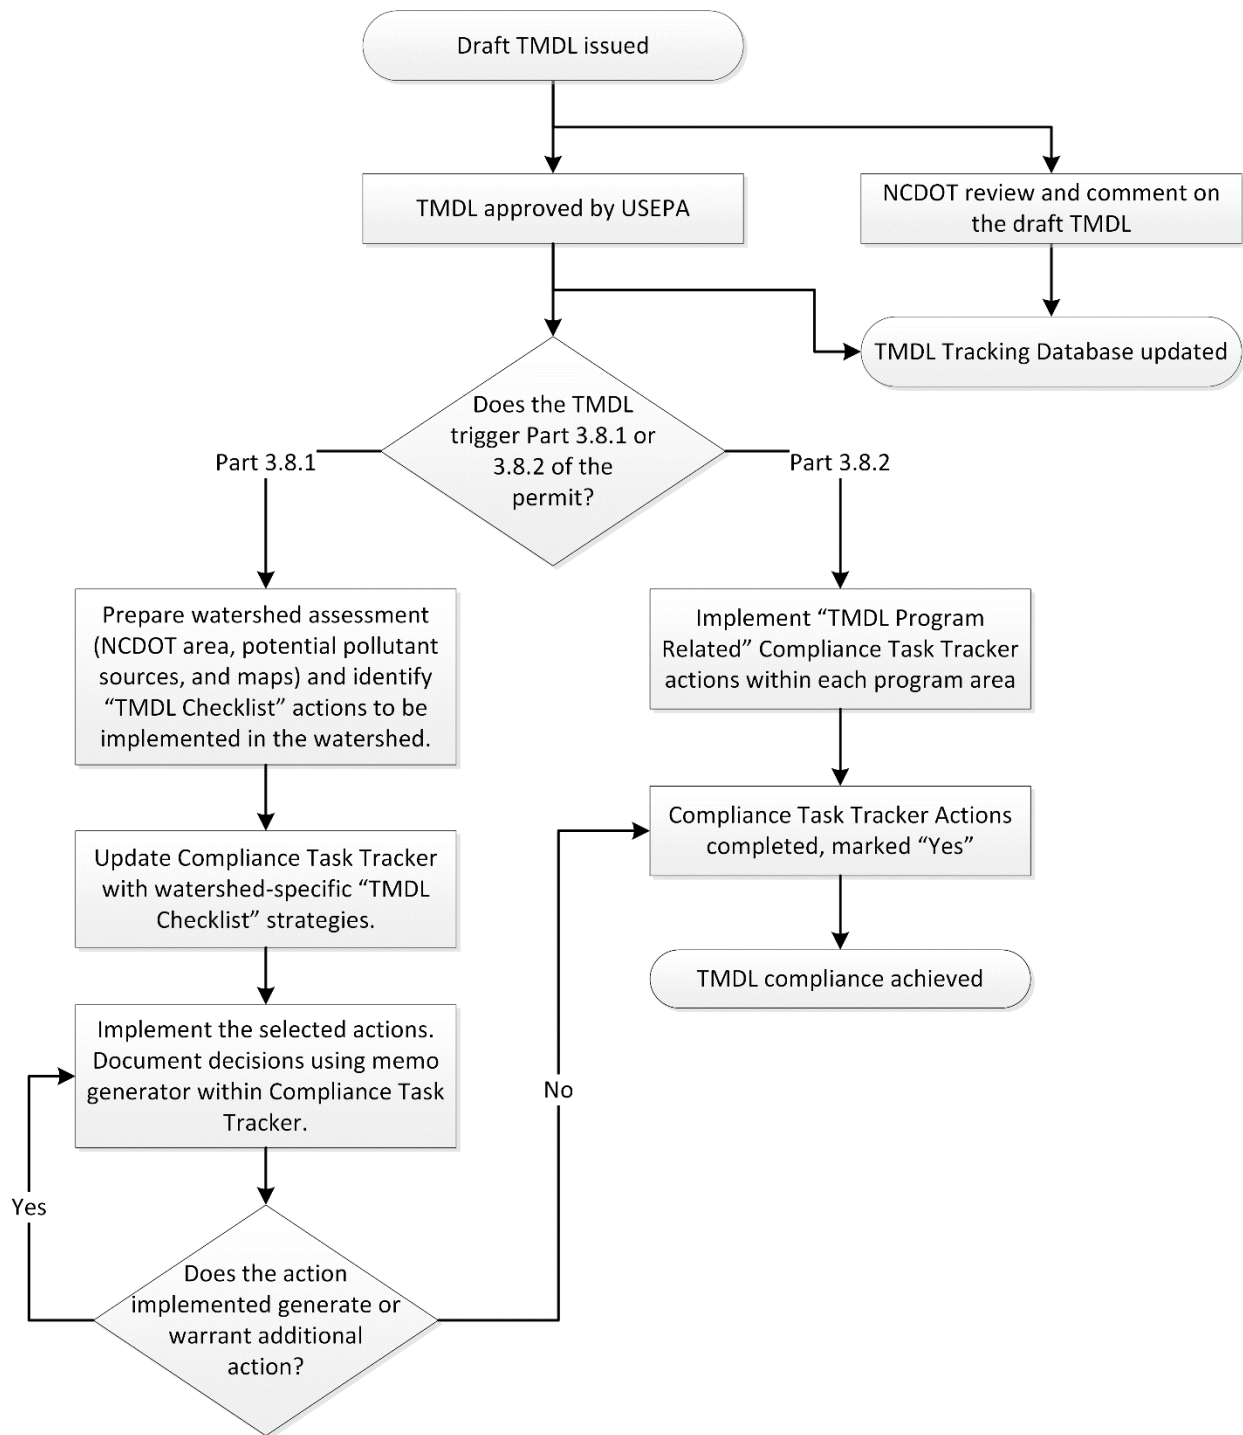 Draft TMDL issued
TMDL approved by USEPA
NCDOT review and comment on
the draft TMDL
TMDL Tracking Database updated
Does the TMDL
trigger Part 3.8.1 or
3.8.2 of the
permit?
Part 3.8.1
Part 3.8.2
Prepare watershed assessment
(NCDOT area, potential pollutant
sources, and maps) and identify
“TMDL Checklist” actions to be
implemented in the watershed.
Implement “TMDL Program
Related” Compliance Task Tracker
actions within each program area
Update Compliance Task Tracker
with watershed-specific “TMDL
Checklist” strategies.
Compliance Task Tracker Actions
completed, marked “Yes”
TMDL compliance achieved
Implement the selected actions.
Document decisions using memo
generator within Compliance Task
Tracker.
No
Yes
Does the action
implemented generate or
warrant additional
action?